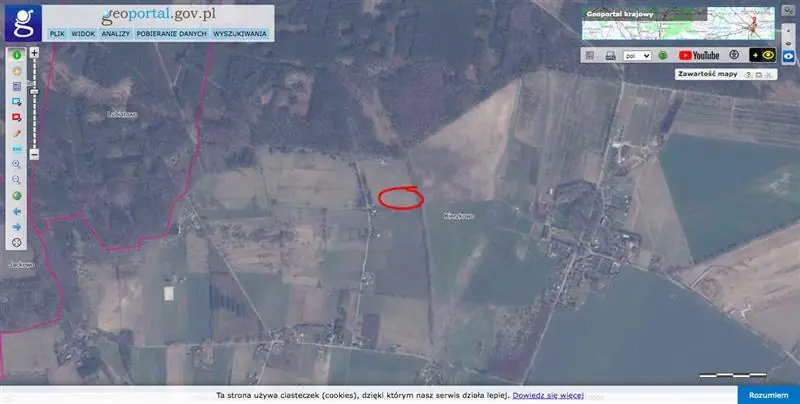 geoportal.gov.pl
PLIK WIDOK ANALIZY POBIERANIE DANYCH WYSZUKIWANIA
Geoportal krajowy
pol
YouTube
Zawartość mapy
Lubiatowo
Kierzkowo
Jackowo
Ta strona używa ciasteczek (cookies), dzięki którym nasz serwis działa lepiej. Dowiedz się więcej
Rozumiem